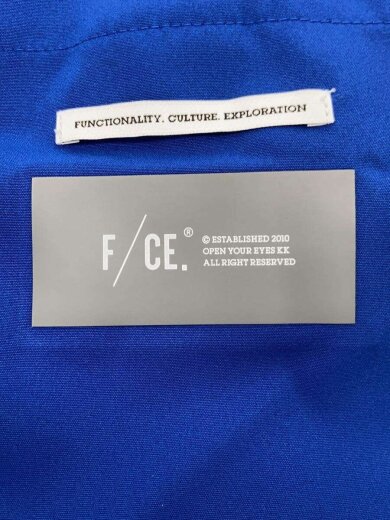 FUNCTIONALITY. CULTURE. EXPLORATION
F/CE.®
© ESTABLISHED 2010
OPEN YOUR EYES KK
ALL RIGHT RESERVED